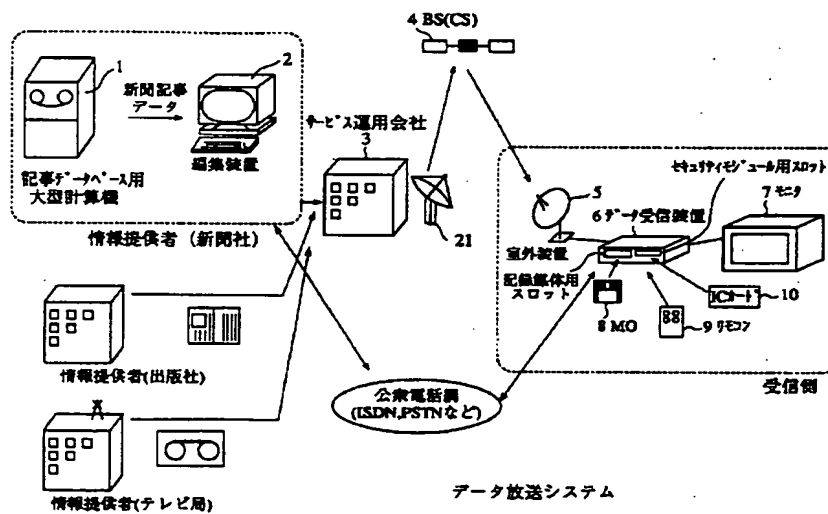 4 BS(CS)
1
2
新聞記事
データ
編集装置
記事データベース用
大型計算機
情報提供者 (新聞社)
サービス運用会社
3
21
セキュリティモジュール用スロット
5
6 データ受信装置
7 モニタ
室外装置
記録媒体用
スロット
ICカード
10
8 MO
9 リモコン
受信側
情報提供者(出版社)
公衆電話網
(ISDN,PSTNなど)
情報提供者(テレビ局)
データ放送システム